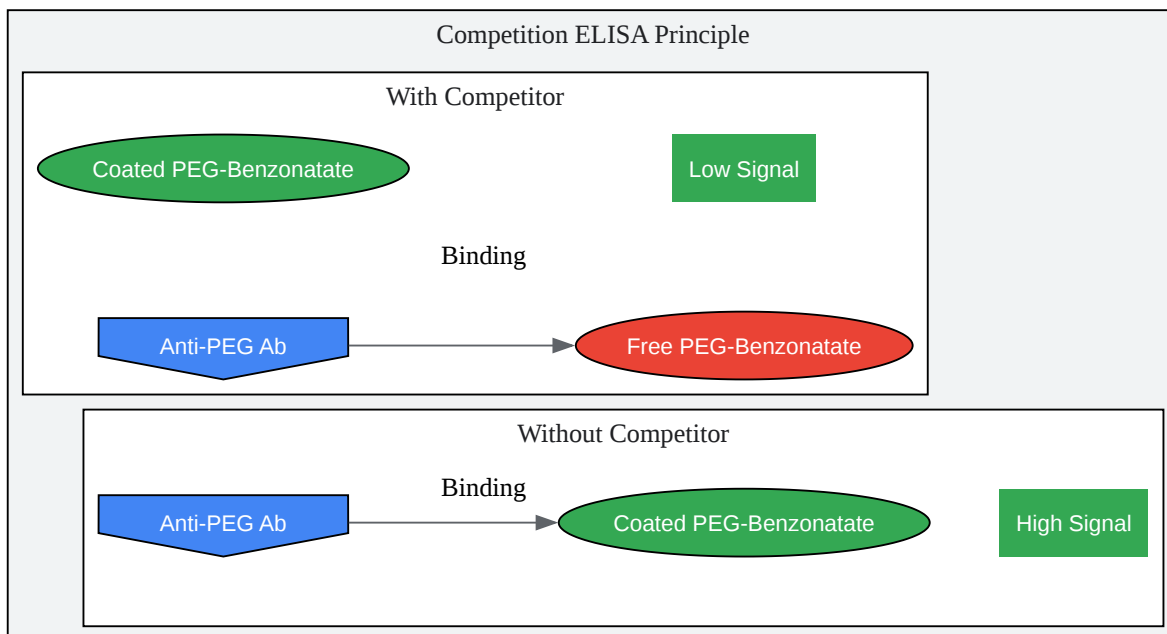 Competition ELISA Principle
With Competitor
Coated PEG-Benzonatate
Low Signal
Binding
Anti-PEG Ab
Free PEG-Benzonatate
Without Competitor
Binding
Anti-PEG Ab
Coated PEG-Benzonatate
High Signal